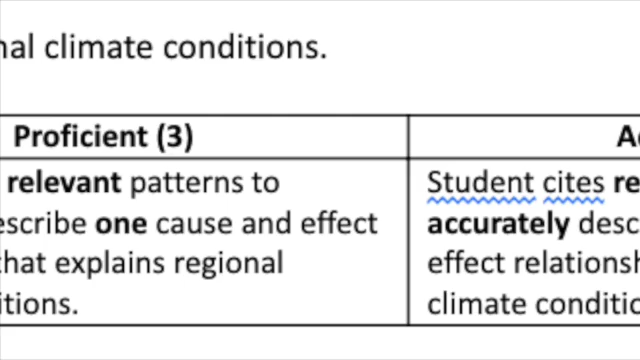 nal climate conditions.
Proficient (3)
relevant patterns to
escribe one cause and effect
hat explains regional
itions.
Student cites re
accurately desc
effect relationsh
climate conditio